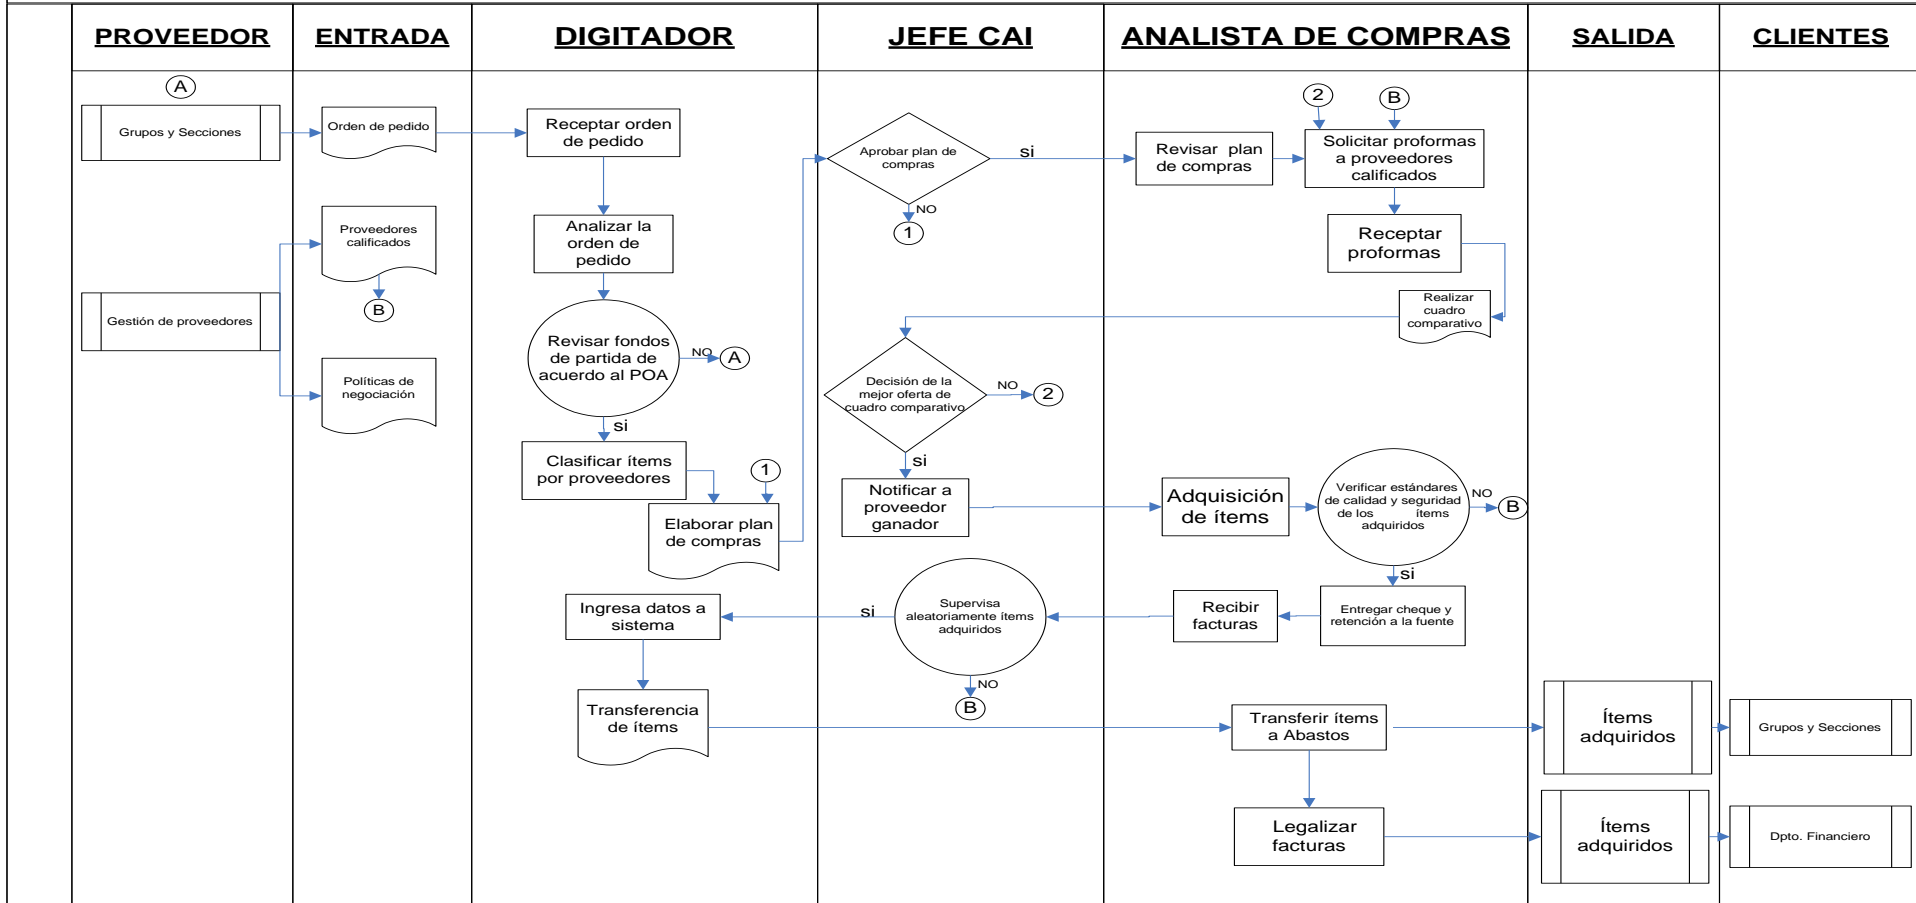 PROVEEDOR
ENTRADA
DIGITADOR
JEFE CAI
ANALISTA DE COMPRAS
SALIDA
CLIENTES
A
Grupos y Secciones
Gestión de proveedores
Orden de pedido
Proveedores
calificados
B
Políticas de
negociación
Receptar orden
de pedido
Analizar la
orden de
pedido
Revisar fondos
de partida de
acuerdo al POA
NO
A
si
Clasificar ítems
por proveedores
1
Elaborar plan
de compras
Ingresa datos a
sistema
Transferencia
de ítems
Aprobar plan de
compras
si
NO
1
Decisión de la
mejor oferta de
cuadro comparativo
NO
2
si
Notificar a
proveedor
ganador
Supervisa
aleatoriamente ítems
adquiridos
si
NO
B
2
B
Revisar plan
de compras
Solicitar proformas
a proveedores
calificados
Receptar
proformas
Realizar
cuadro
comparativo
Adquisición
de ítems
Verificar estándares
de calidad y seguridad
de los ítems
adquiridos
NO
B
si
Entregar cheque y
retención a la fuente
Recibir
facturas
Transferir ítems
a Abastos
Legalizar
facturas
Ítems
adquiridos
Ítems
adquiridos
Grupos y Secciones
Dpto. Financiero